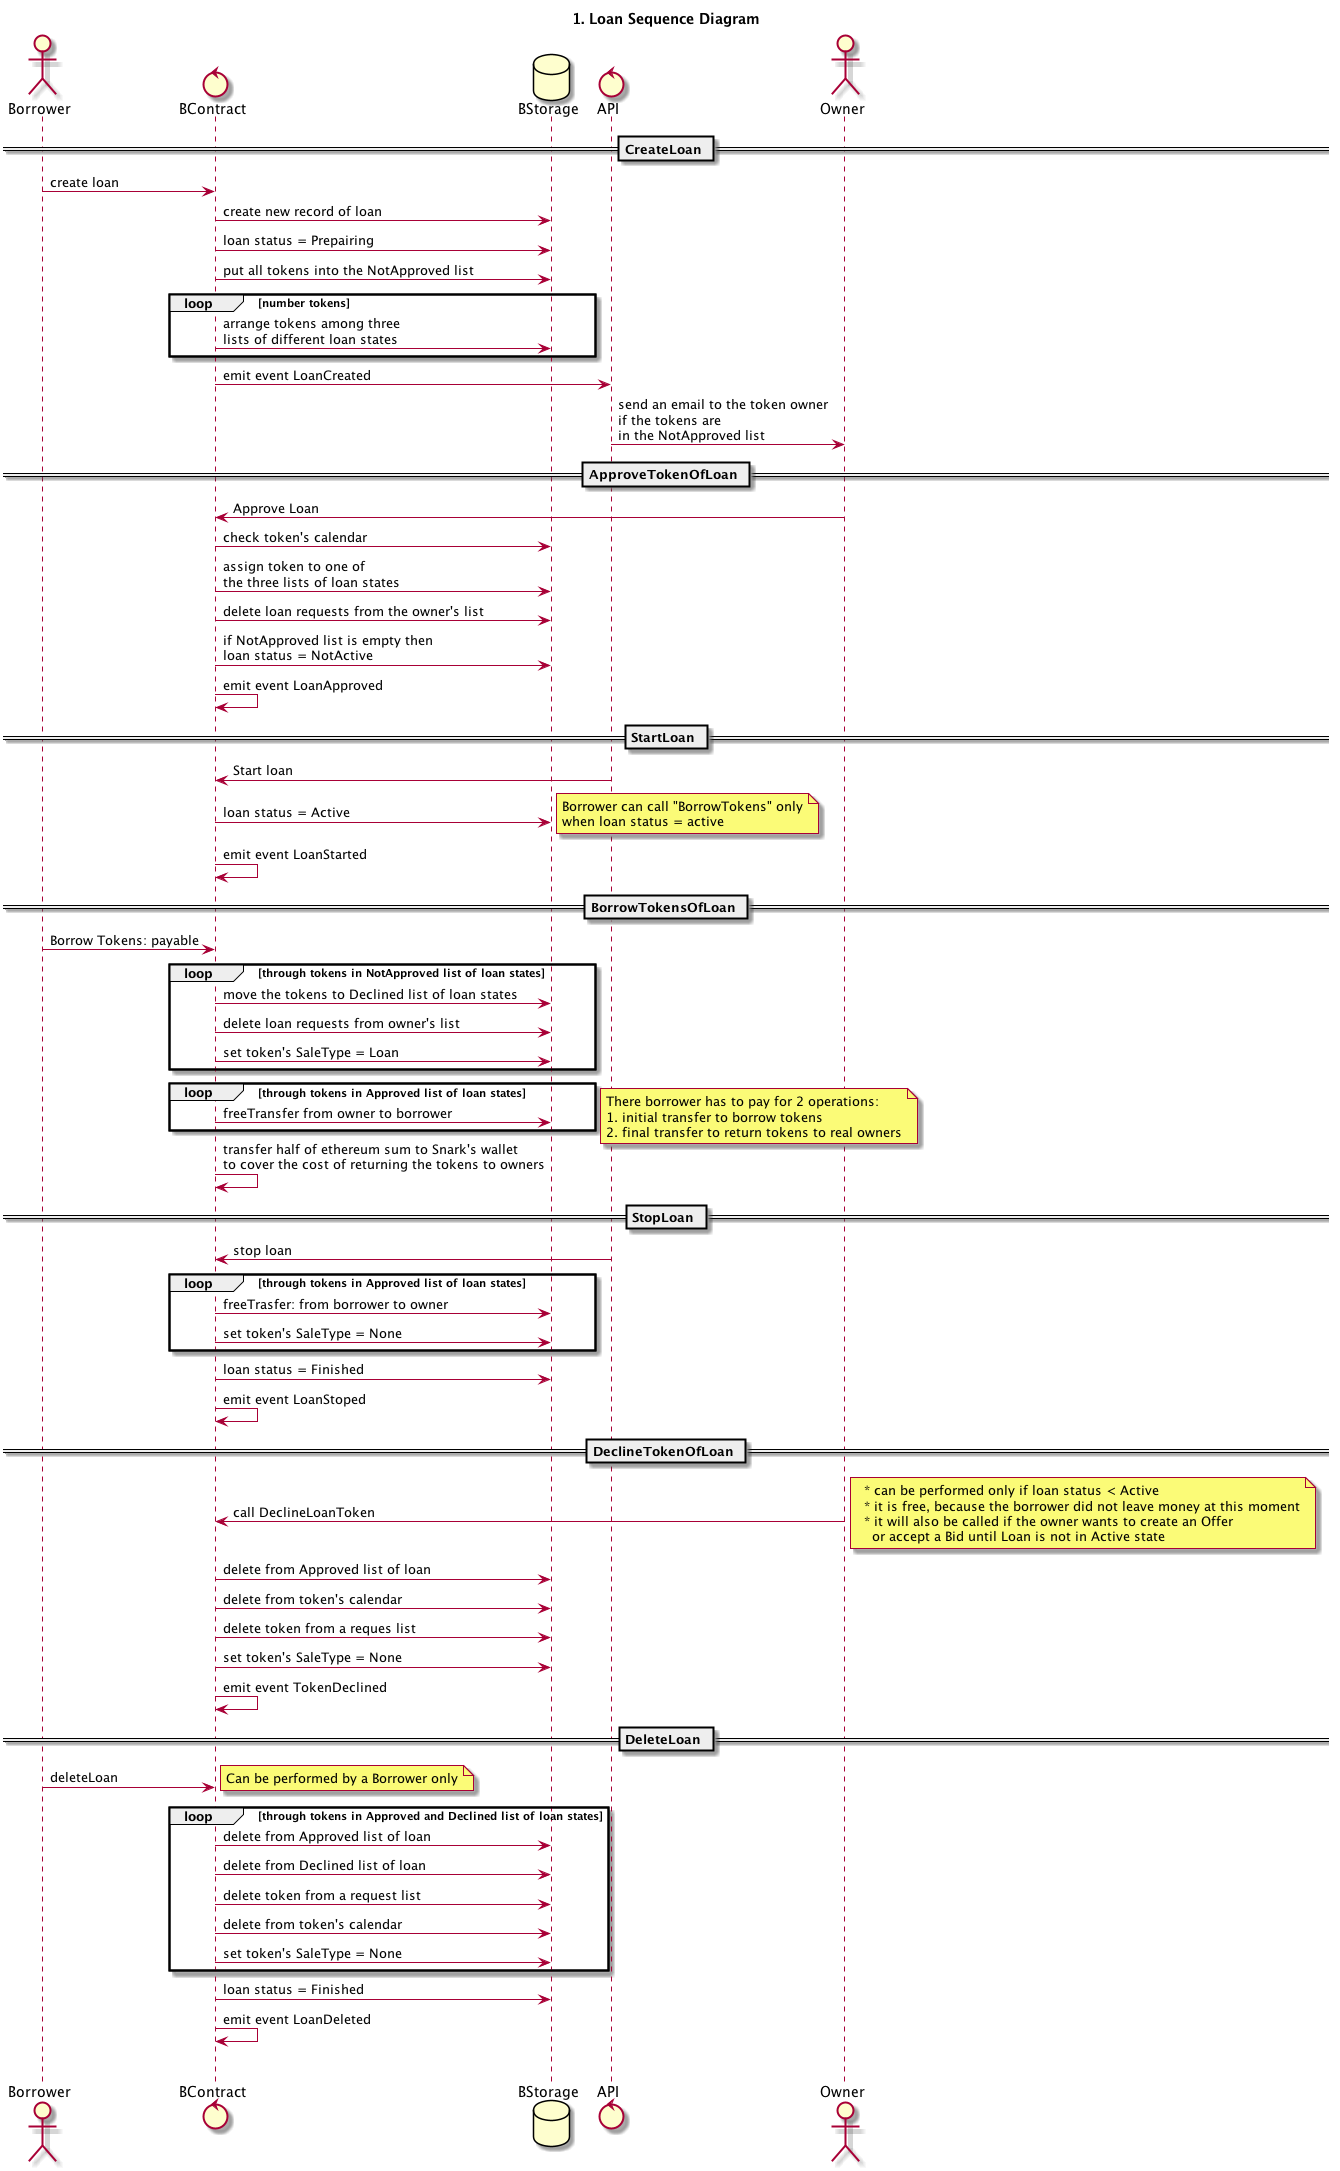 1. Loan Sequence Diagram
Borrower
BContract
BStorage
API
Owner
CreateLoan
create loan
create new record of loan
loan status = Prepairing
put all tokens into the NotApproved list
loop [number tokens]
arrange tokens among three
lists of different loan states
emit event LoanCreated
send an email to the token owner
if the tokens are
in the NotApproved list
ApproveTokenOfLoan
Approve Loan
check token's calendar
assign token to one of
the three lists of loan states
delete loan requests from the owner's list
if NotApproved list is empty then
loan status = NotActive
emit event LoanApproved
StartLoan
Start loan
loan status = Active
Borrower can call "BorrowTokens" only
when loan status = active
emit event LoanStarted
BorrowTokensOfLoan
Borrow Tokens: payable
loop [through tokens in NotApproved list of loan states]
move the tokens to Declined list of loan states
delete loan requests from owner's list
set token's SaleType = Loan
loop [through tokens in Approved list of loan states]
freeTransfer from owner to borrower
There borrower has to pay for 2 operations:
1. initial transfer to borrow tokens
2. final transfer to return tokens to real owners
transfer half of ethereum sum to Snark's wallet
to cover the cost of returning the tokens to owners
StopLoan
stop loan
loop [through tokens in Approved list of loan states]
freeTrasfer: from borrower to owner
set token's SaleType = None
loan status = Finished
emit event LoanStoped
DeclineTokenOfLoan
call DeclineLoanToken
* can be performed only if loan status < Active
* it is free, because the borrower did not leave money at this moment
* it will also be called if the owner wants to create an Offer
or accept a Bid until Loan is not in Active state
delete from Approved list of loan
delete from token's calendar
delete token from a reques list
set token's SaleType = None
emit event TokenDeclined
DeleteLoan
deleteLoan
Can be performed by a Borrower only
loop [through tokens in Approved and Declined list of loan states]
delete from Approved list of loan
delete from Declined list of loan
delete token from a request list
delete from token's calendar
set token's SaleType = None
loan status = Finished
emit event LoanDeleted
Borrower
BContract
BStorage
API
Owner